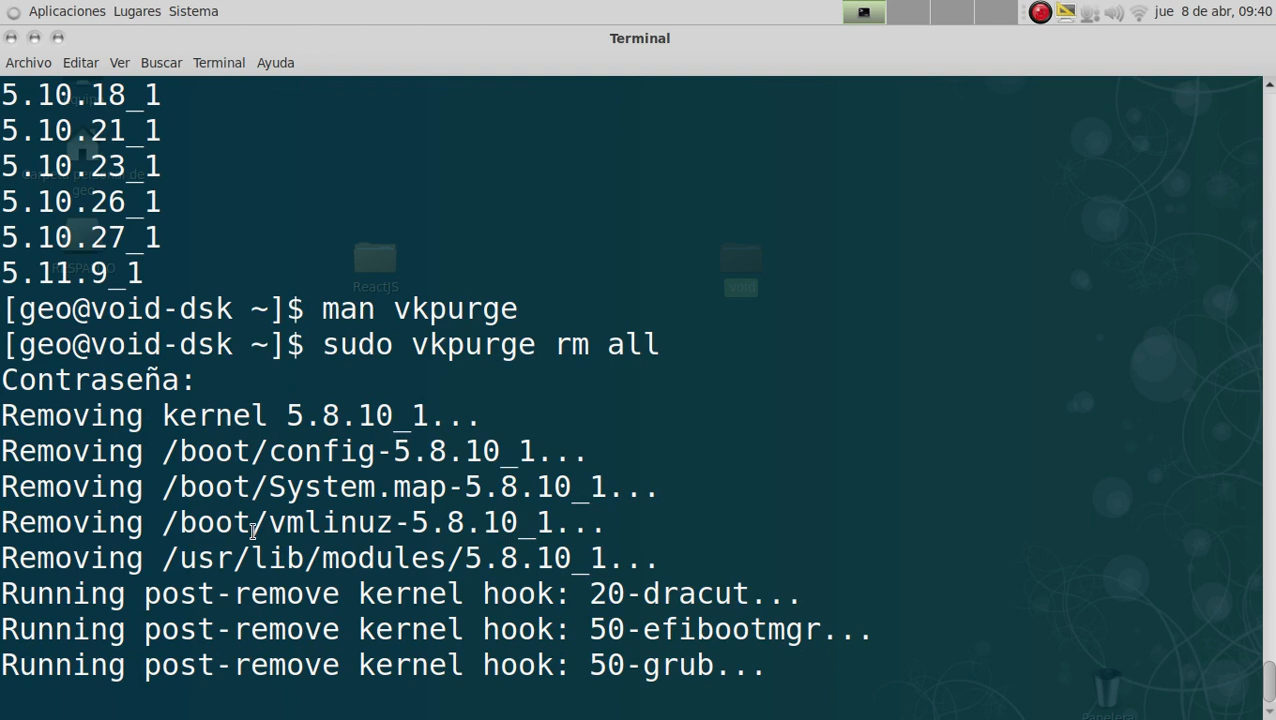 Aplicaciones Lugares Sistema
jue 8 de abr, 09:40
Terminal
Archivo Editar Ver Buscar Terminal Ayuda
5.10.18_1
5.10.21_1
5.10.23_1
5.10.26_1
5.10.27_1
5.11.9_1
ReactJS
void
[geo@void-dsk ~]$ man vkpurge
[geo@void-dsk ~]$ sudo vkpurge rm all
Contraseña:
Removing kernel 5.8.10_1...
Removing /boot/config-5.8.10_1...
Removing /boot/System.map-5.8.10_1...
Removing /boot/vmlinuz-5.8.10_1...
Removing /usr/lib/modules/5.8.10_1...
Running post-remove kernel hook: 20-dracut...
Running post-remove kernel hook: 50-efibootmgr...
Running post-remove kernel hook: 50-grub...
Papelera